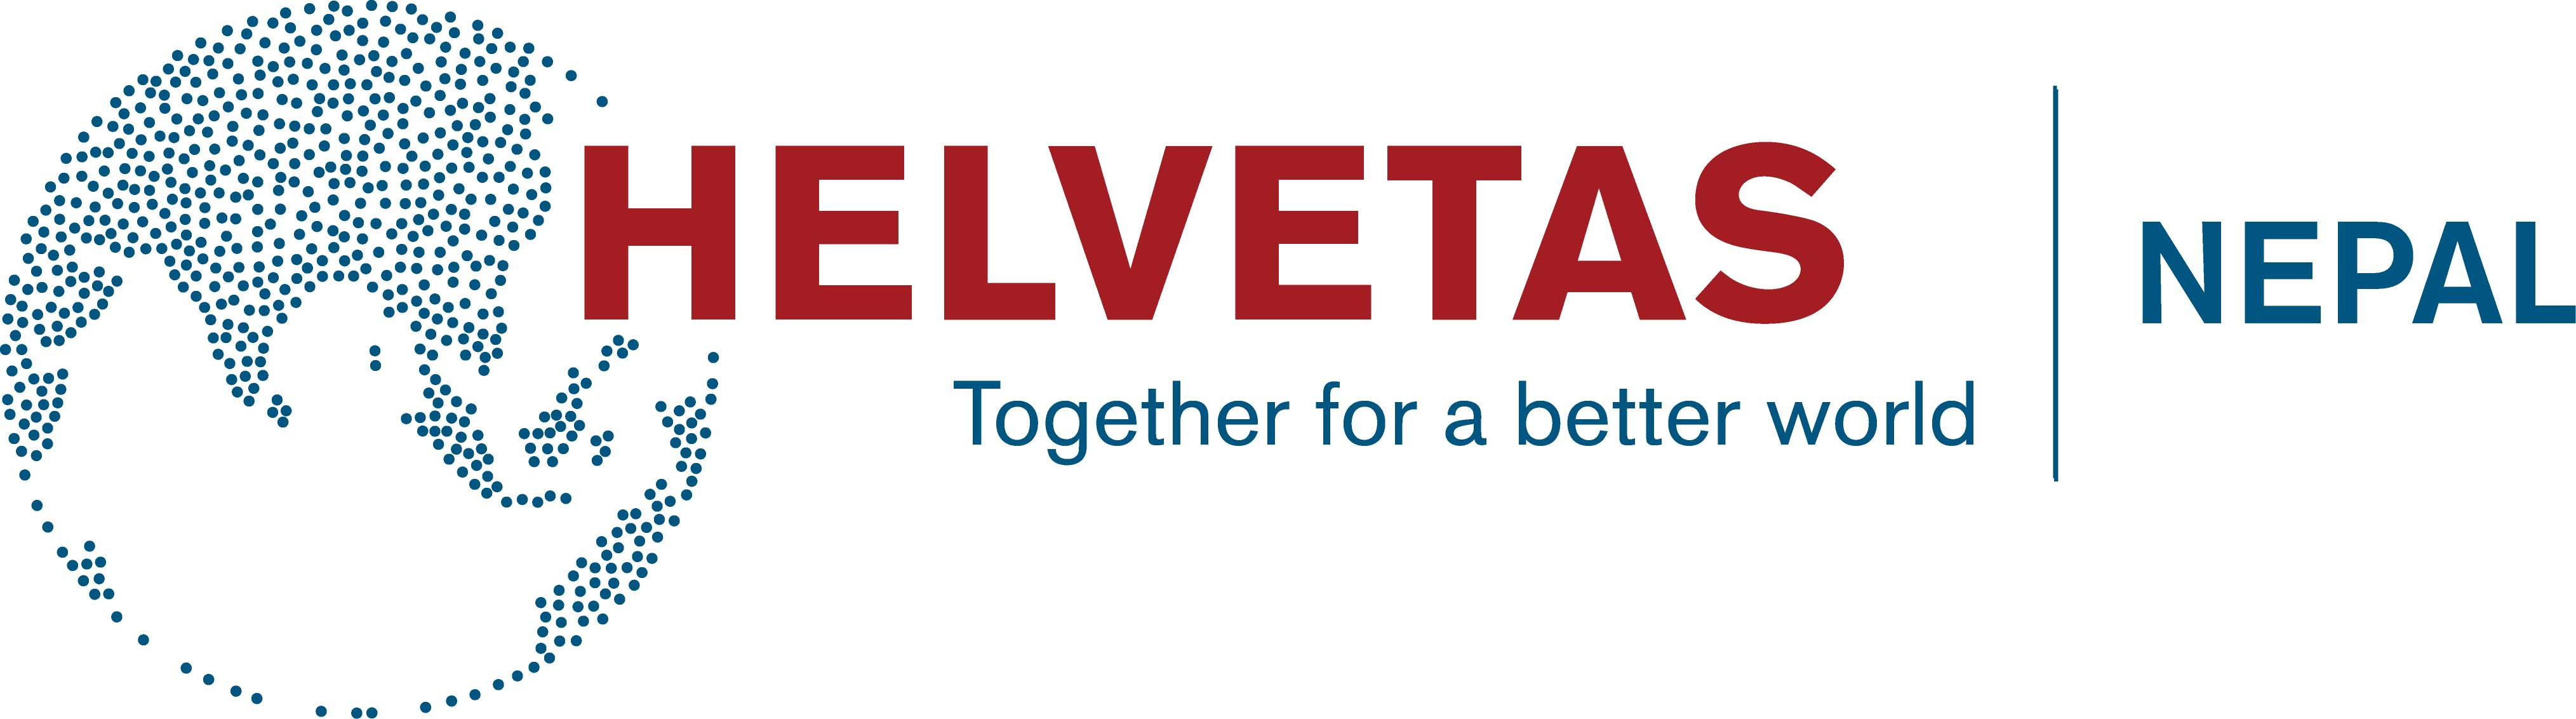 HELVETAS
Together for a better world
NEPAL